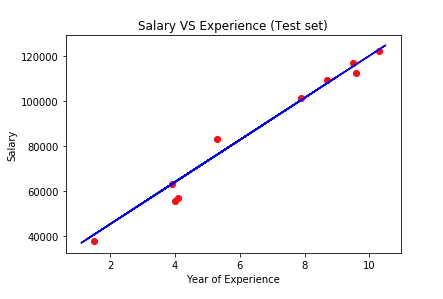 Salary VS Experience (Test set)
120000
100000
80000
60000
40000
Salary
2 4 6 8 10
Year of Experience